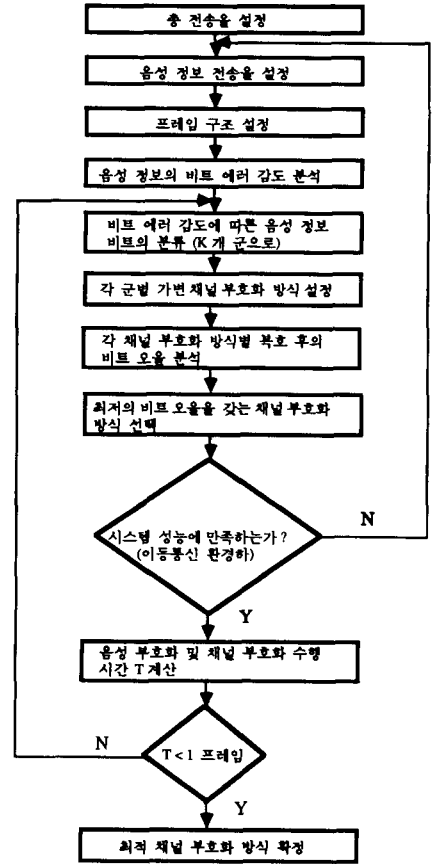 총 전송율 설정
음성 정보 전송율 설정
프레임 구조 설정
음성 정보의 비트 에러 감도 분석
비트 에러 감도에 따른 음성 정보
비트의 분류 (K 개 군으로)
각 군별 가변 채널 부호화 방식 설정
각 채널 부호화 방식별 복호 후의
비트 오율 분석
최저의 비트 오율을 갖는 채널 부호화
방식 선택
시스템 성능에 만족하는가 ?
(이동통신 환경하)
N
Y
음성 부호화 및 채널 부호화 수행
시간 T 계산
N
T < 1 프레임
Y
최적 채널 부호화 방식 확정